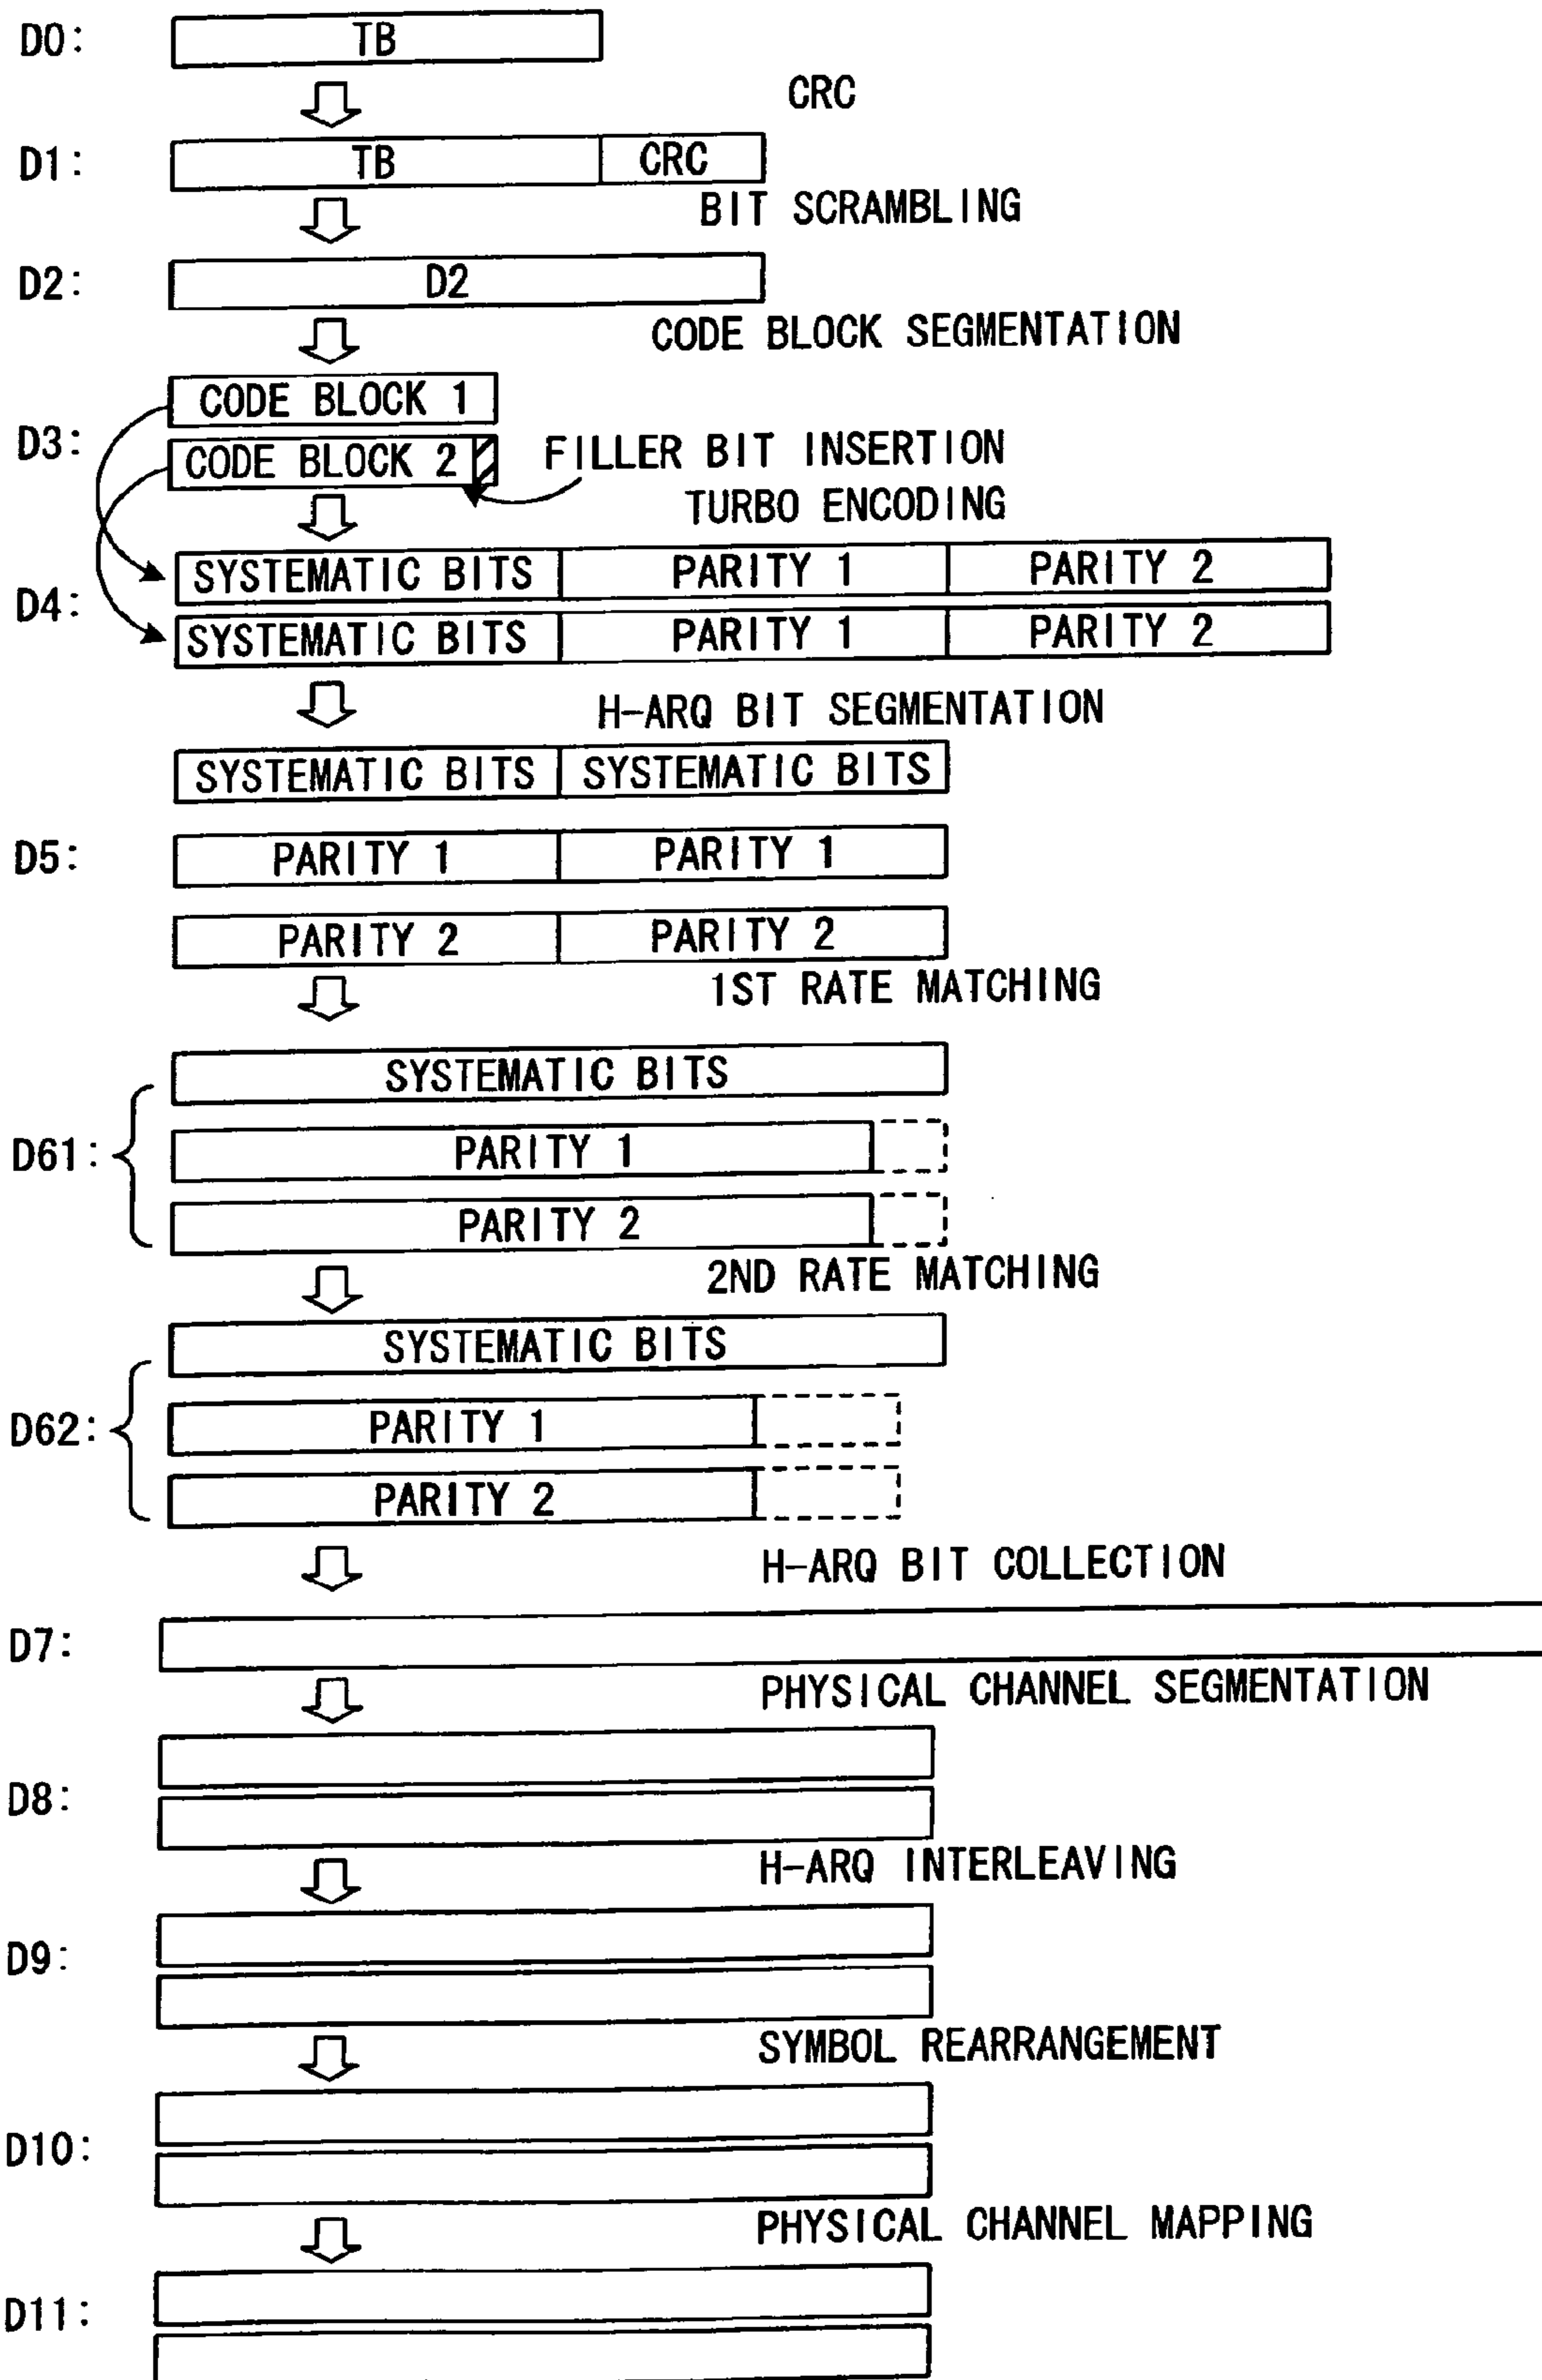 D0:
TB
CRC
D1:
TB CRC
BIT SCRAMBLING
D2:
D2
CODE BLOCK SEGMENTATION
D3:
CODE BLOCK 1
CODE BLOCK 2
FILLER BIT INSERTION
TURBO ENCODING
D4:
SYSTEMATIC BITS PARITY 1 PARITY 2
SYSTEMATIC BITS PARITY 1 PARITY 2
H-ARQ BIT SEGMENTATION
SYSTEMATIC BITS SYSTEMATIC BITS
D5:
PARITY 1 PARITY 1
PARITY 2 PARITY 2
1ST RATE MATCHING
SYSTEMATIC BITS
D61:
PARITY 1
PARITY 2
2ND RATE MATCHING
SYSTEMATIC BITS
D62:
PARITY 1
PARITY 2
H-ARQ BIT COLLECTION
D7:
PHYSICAL CHANNEL SEGMENTATION
D8:
H-ARQ INTERLEAVING
D9:
SYMBOL REARRANGEMENT
D10:
PHYSICAL CHANNEL MAPPING
D11: